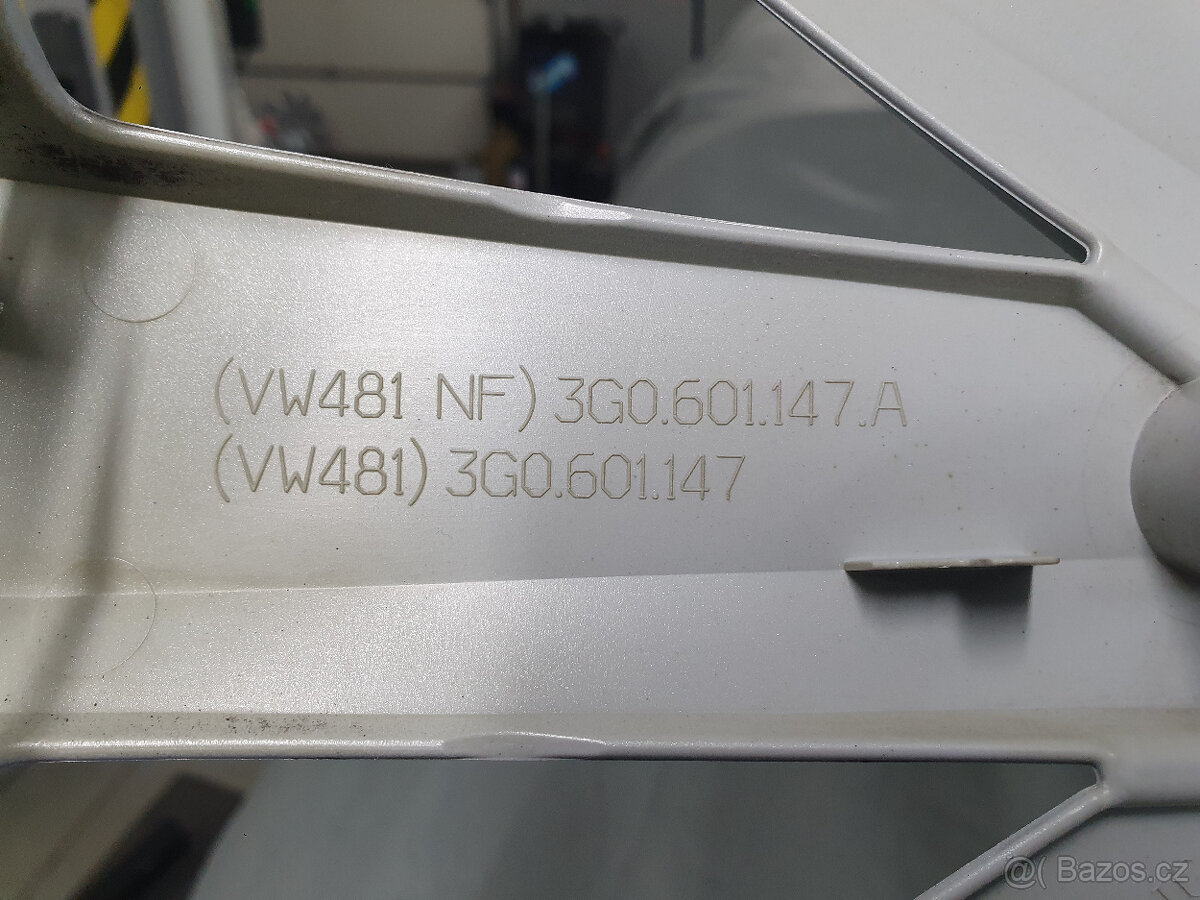 (VW481 NF) 3G0.601.147.A
(VW481) 3G0.601.147
@( Bazos.cz